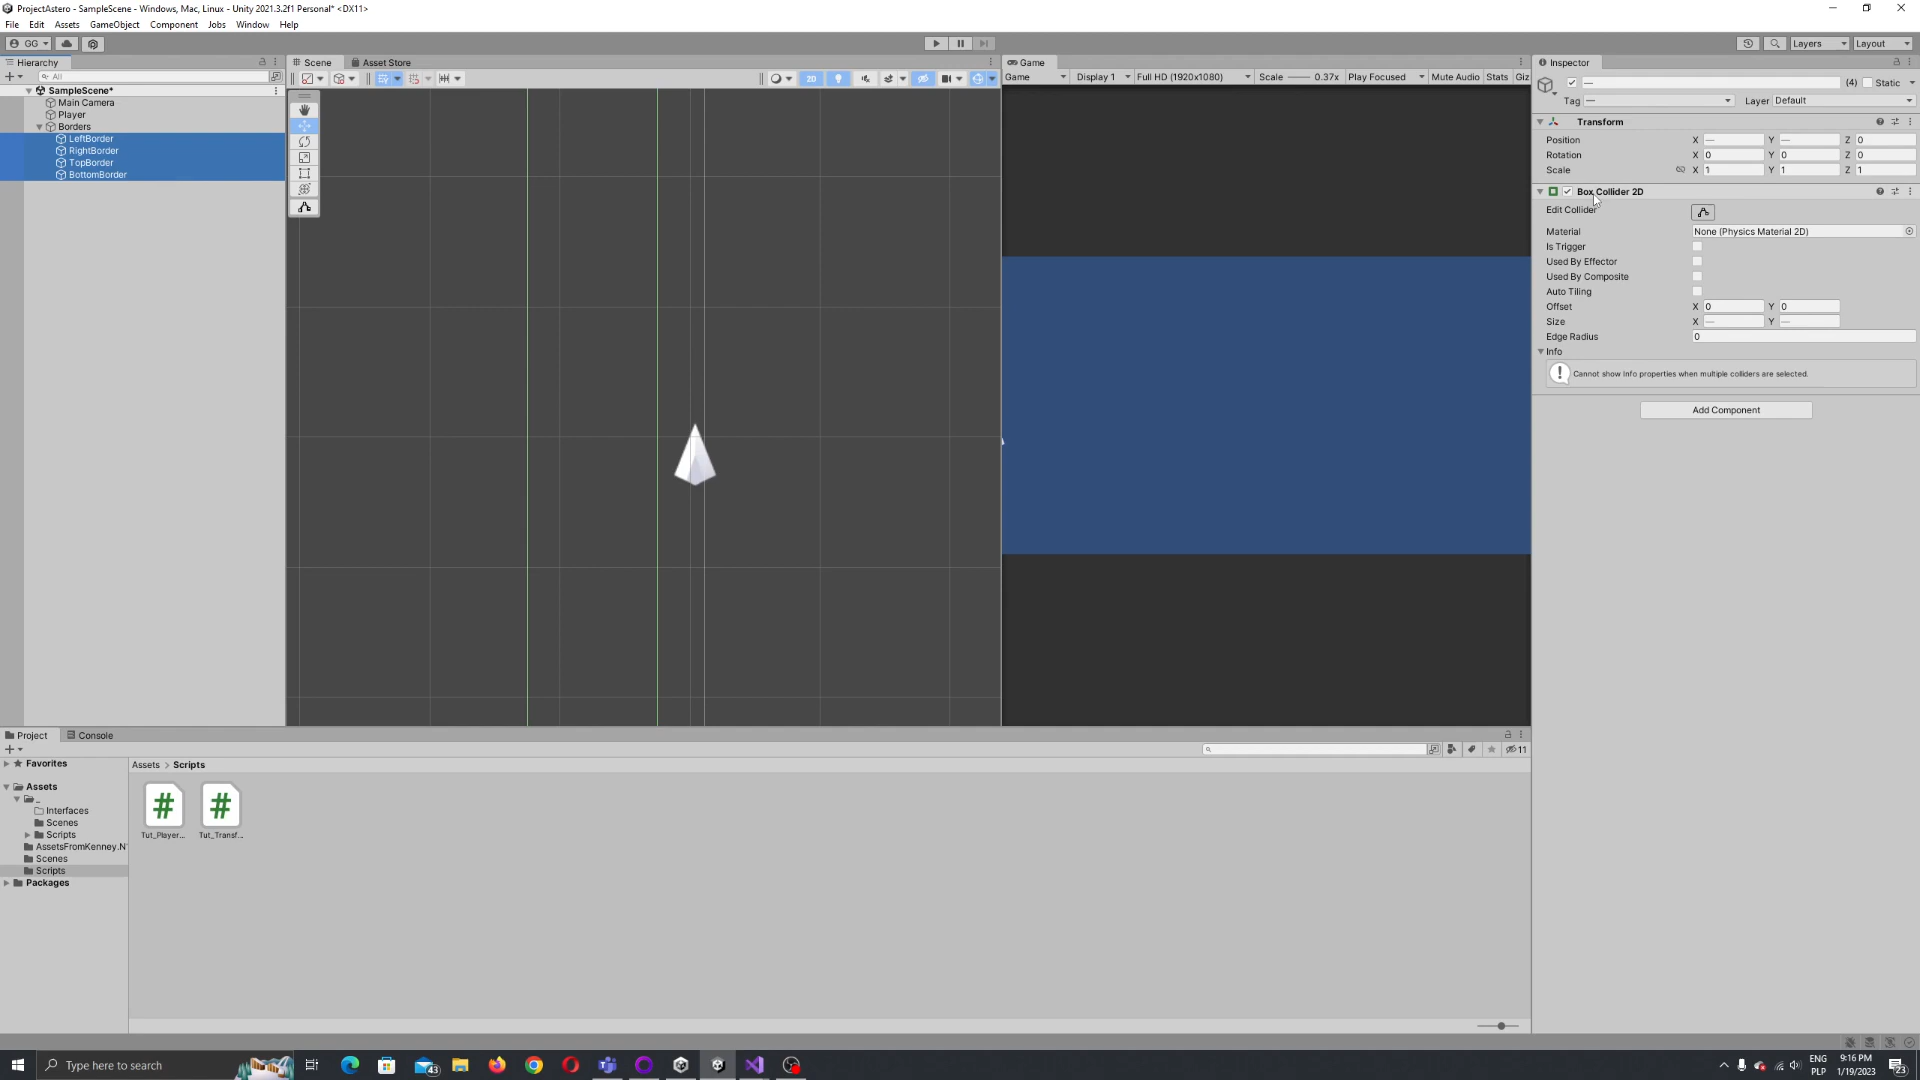 ProjectAstero - SampleScene - Windows, Mac, Linux - Unity 2021.3.2f1 Personal* <DX11>
File Edit Assets GameObject Component Jobs Window Help
GG Layers Layout
Hierarchy
All
SampleScene*
Main Camera
Player
Borders
LeftBorder
RightBorder
TopBorder
BottomBorder
Scene Asset Store
2D
Game
Game Display 1 Full HD (1920x1080) Scale 0.37x Play Focused Mute Audio Stats Giz
Inspector
— (4) Static
Tag — Layer Default
Transform
Position X — Y — Z 0
Rotation X 0 Y 0 Z 0
Scale X 1 Y 1 Z 1
Box Collider 2D
Edit Collider
Material None (Physics Material 2D)
Is Trigger
Used By Effector
Used By Composite
Auto Tiling
Offset X 0 Y 0
Size X — Y —
Edge Radius 0
Info
Cannot show Info properties when multiple colliders are selected.
Add Component
Project Console
11
Favorites
Assets
_
Interfaces
Scenes
Scripts
AssetsFromKenney.N
Scenes
Scripts
Packages
Assets > Scripts
Tut_Player... Tut_Transf...
Type here to search
43
ENG
PLP
9:16 PM
1/19/2023
23